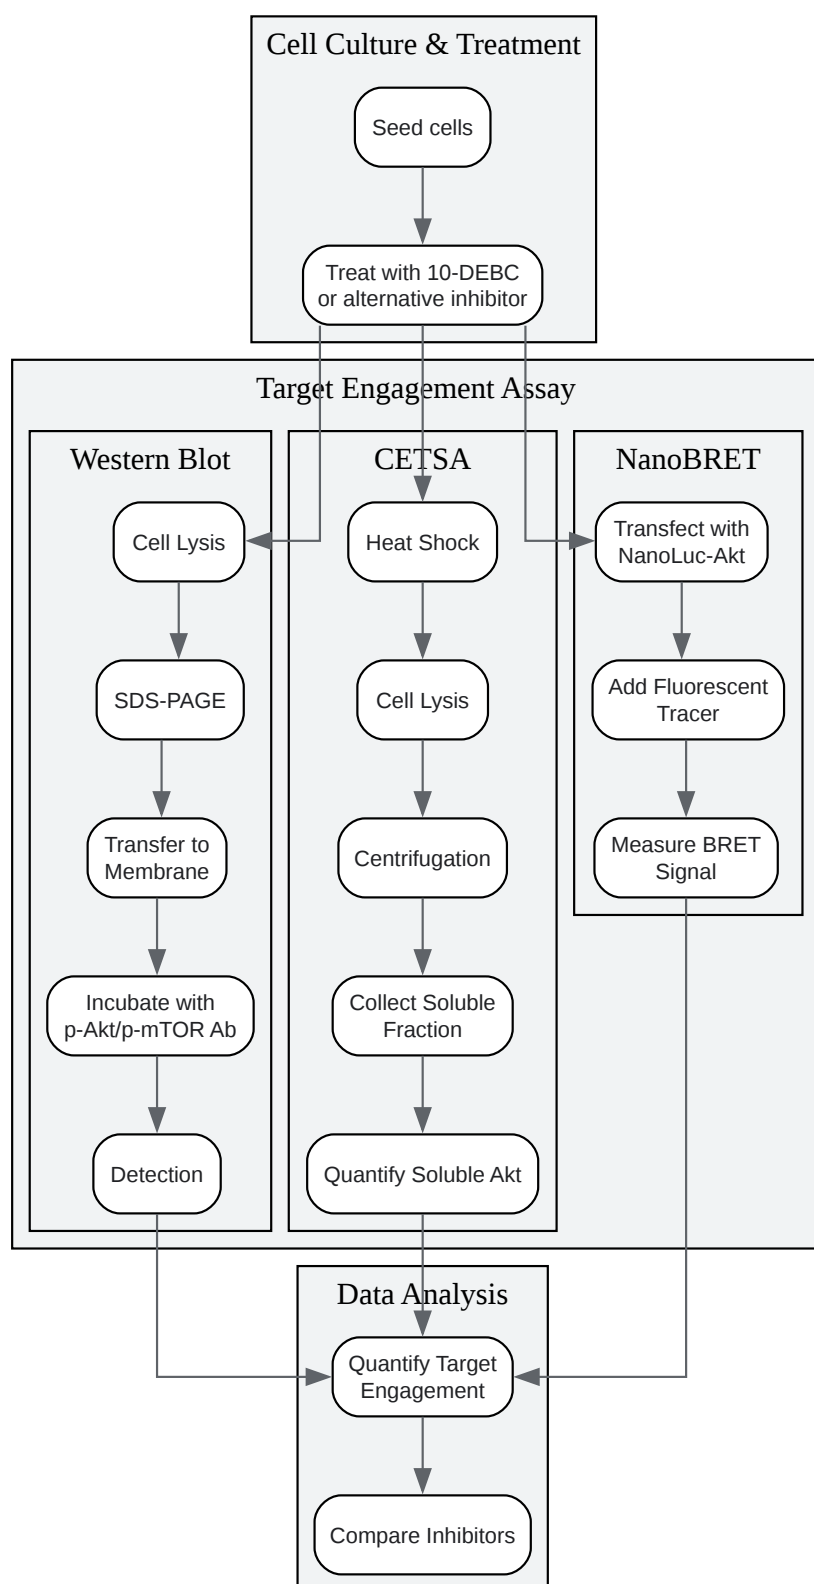 Cell Culture & Treatment
Seed cells
Treat with 10-DEBC
or alternative inhibitor
Target Engagement Assay
Western Blot
Cell Lysis
SDS-PAGE
Transfer to
Membrane
Incubate with
p-Akt/p-mTOR Ab
Detection
CETSA
Heat Shock
Cell Lysis
Centrifugation
Collect Soluble
Fraction
Quantify Soluble Akt
NanoBRET
Transfect with
NanoLuc-Akt
Add Fluorescent
Tracer
Measure BRET
Signal
Data Analysis
Quantify Target
Engagement
Compare Inhibitors